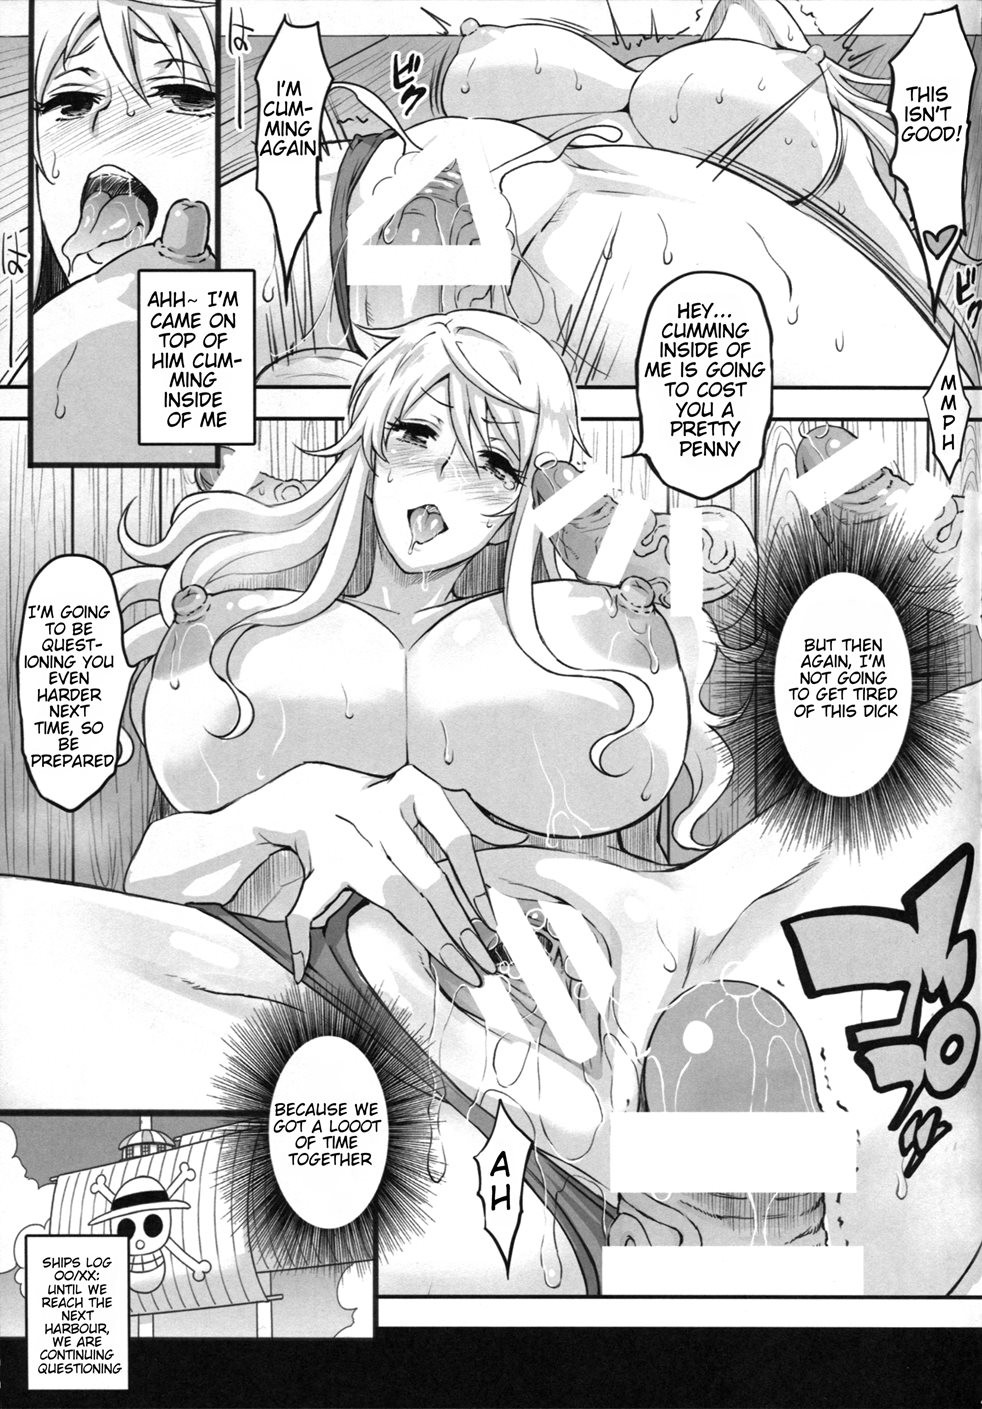 THIS
ISN'T
GOOD!
I'M
CUM-
MING
AGAIN
ビクッ
AHH~ I'M
CAME ON
TOP OF
HIM CUM-
MING
INSIDE
OF ME
MMPH
HEY...
CUMMING
INSIDE OF
ME IS GOING
TO COST
YOU A
PRETTY
PENNY
BUT THEN
AGAIN, I'M
NOT GOING
TO GET TIRED
OF THIS DICK
I'M GOING
TO BE
QUEST-
IONING YOU
EVEN
HARDER
NEXT
TIME, SO
BE
PREPARED
AH
BECAUSE WE
GOT A LOOOT
OF TIME
TOGETHER
SHIPS LOG
OO/XX:
UNTIL WE
REACH THE
NEXT
HARBOUR,
WE ARE
CONTINUING
QUESTIONING